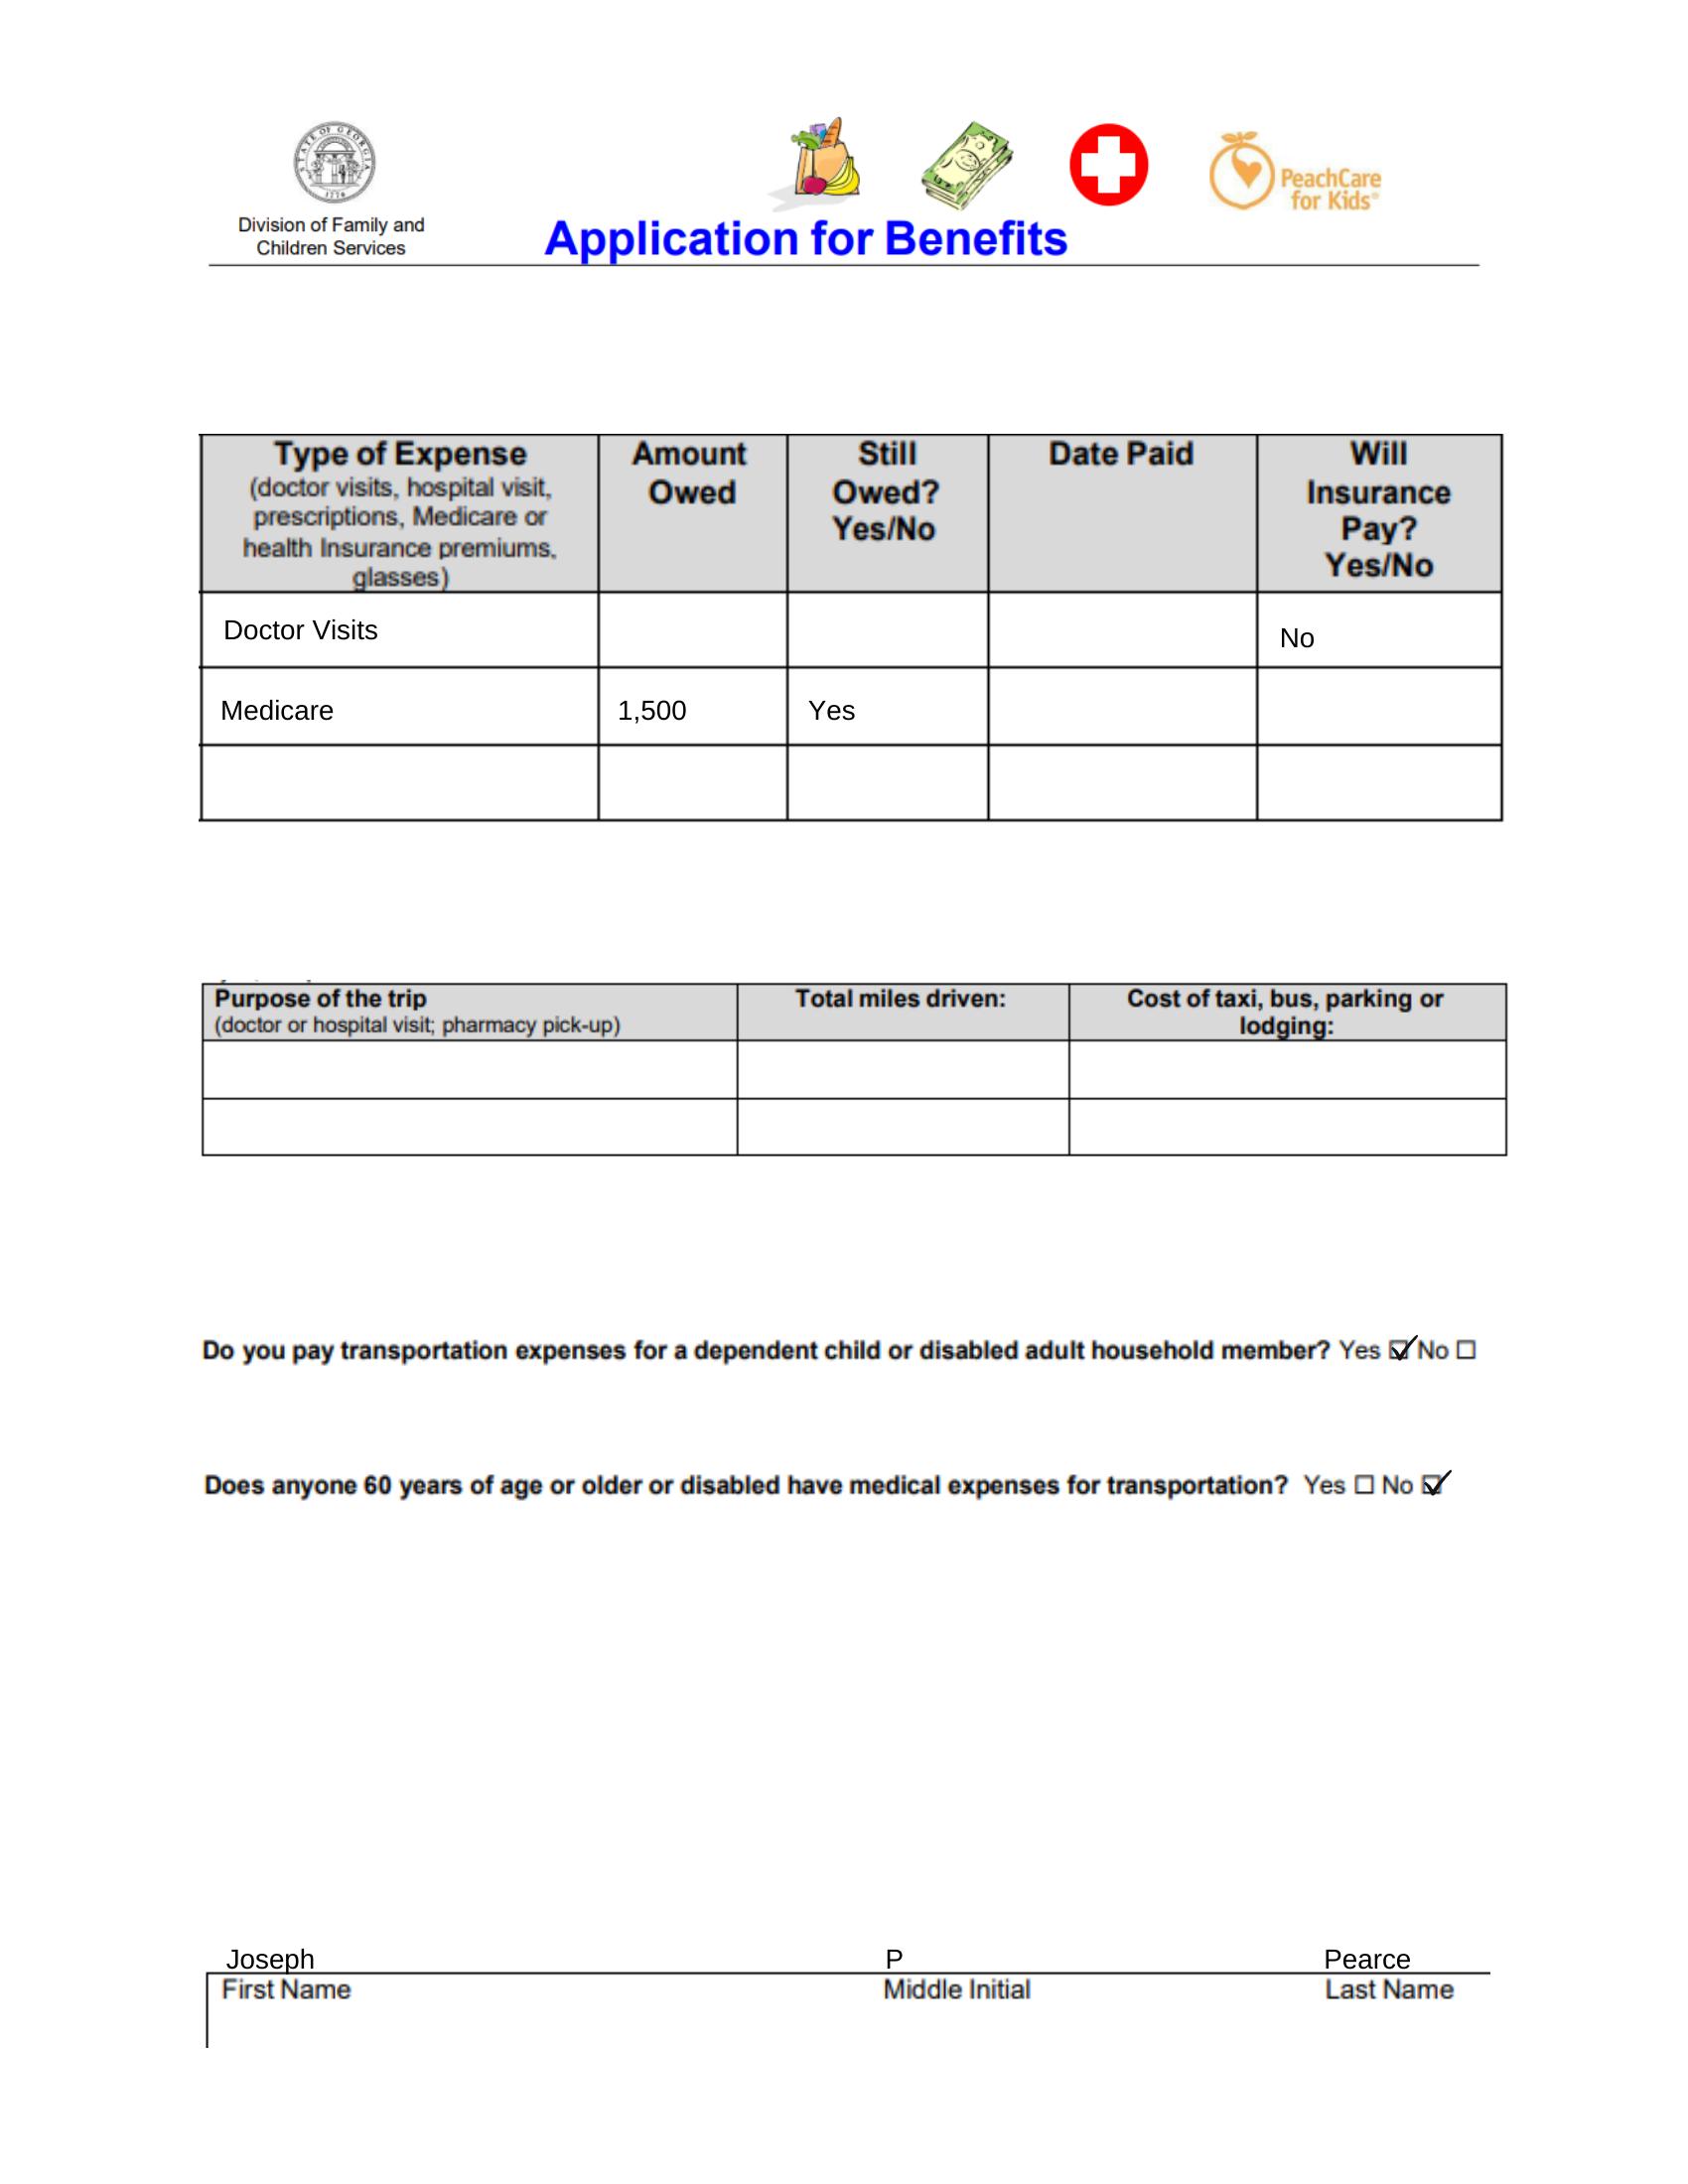 STATE OF GEORGIA
1776
PeachCare
for Kids®
Division of Family and
Children Services
Application for Benefits
Type of Expense Amount Still Date Paid Will
(doctor visits, hospital visit, Owed Owed? Insurance
prescriptions, Medicare or Yes/No Pay?
health Insurance premiums, Yes/No
glasses)
Doctor Visits No
Medicare 1,500 Yes
Purpose of the trip Total miles driven: Cost of taxi, bus, parking or
(doctor or hospital visit; pharmacy pick-up) lodging:
Do you pay transportation expenses for a dependent child or disabled adult household member? Yes ☑ No ☐
Does anyone 60 years of age or older or disabled have medical expenses for transportation? Yes ☐ No ☑
Joseph P Pearce
First Name Middle Initial Last Name